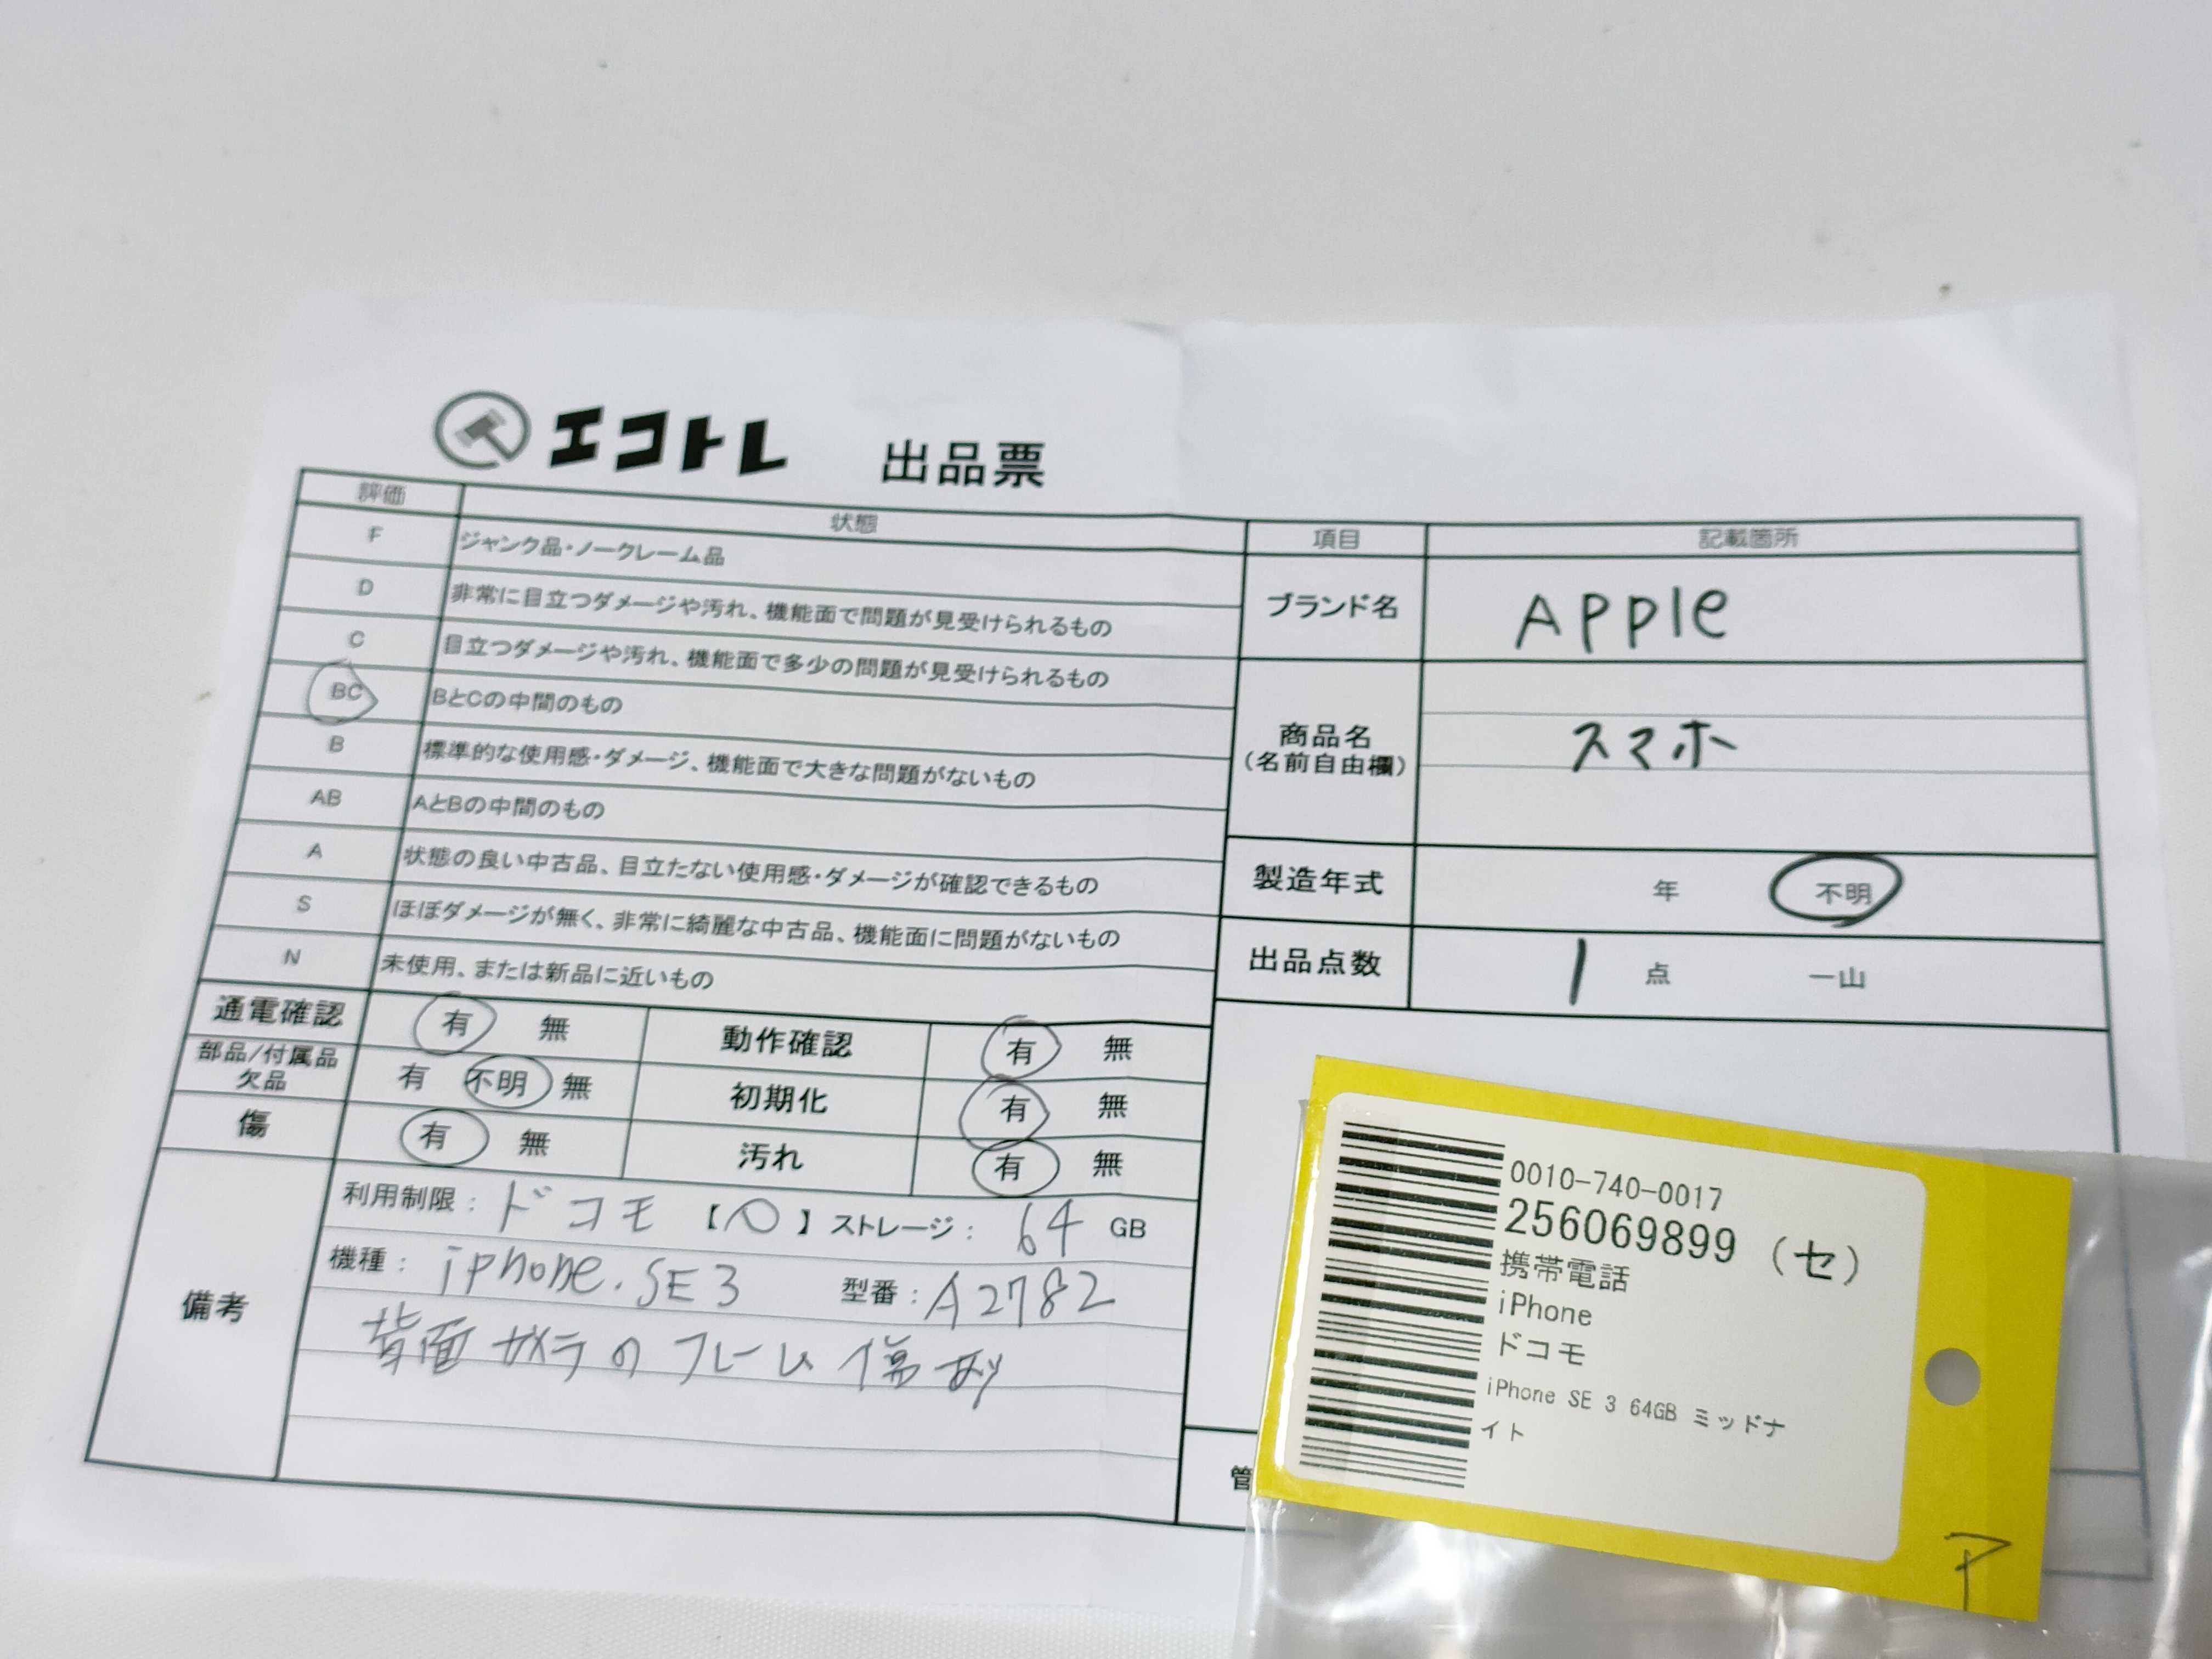 エコトレ 出品票
評価 状態
F ジャンク品・ノークレーム品
D 非常に目立つダメージや汚れ、機能面で問題が見受けられるもの
C 目立つダメージや汚れ、機能面で多少の問題が見受けられるもの
BC BとCの中間のもの
B 標準的な使用感・ダメージ、機能面で大きな問題がないもの
AB AとBの中間のもの
A 状態の良い中古品、目立たない使用感・ダメージが確認できるもの
S ほぼダメージが無く、非常に綺麗な中古品、機能面に問題がないもの
N 未使用、または新品に近いもの
通電確認 有 無 動作確認 有 無
部品/付属品
欠品 有 不明 無 初期化 有 無
傷 有 無 汚れ 有 無
備考
利用制限: ドコモ 【〇】 ストレージ: 64 GB
機種: iphone.SE3 型番: A2782
背面カメラのフレーム傷あり
項目 記載箇所
ブランド名 Apple
商品名
(名前自由欄) スマホ
製造年式 年 不明
出品点数 1 点 一山
管
0010-740-0017
256069899 (セ)
携帯電話
iPhone
ドコモ
iPhone SE 3 64GB ミッドナ
イト
ア